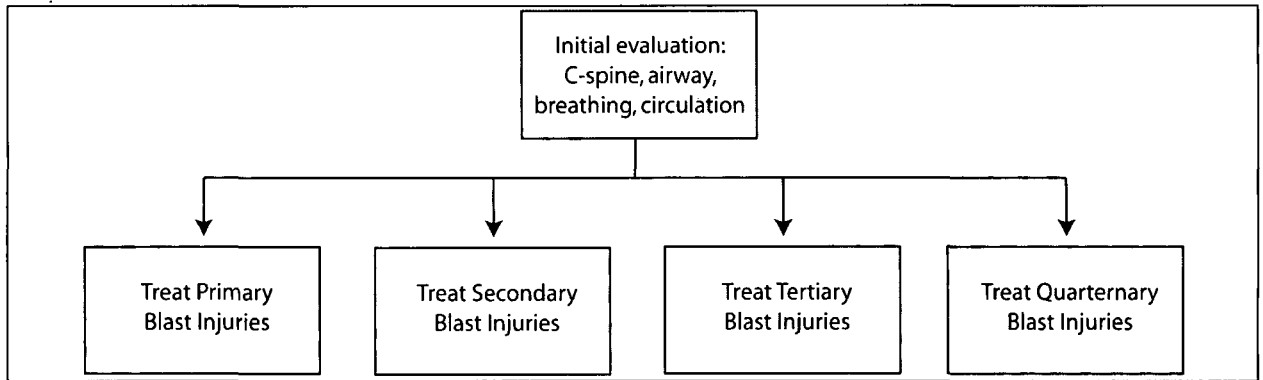 Initial evaluation:
C-spine, airway,
breathing, circulation
Treat Primary
Blast Injuries
Treat Secondary
Blast Injuries
Treat Tertiary
Blast Injuries
Treat Quarternary
Blast Injuries